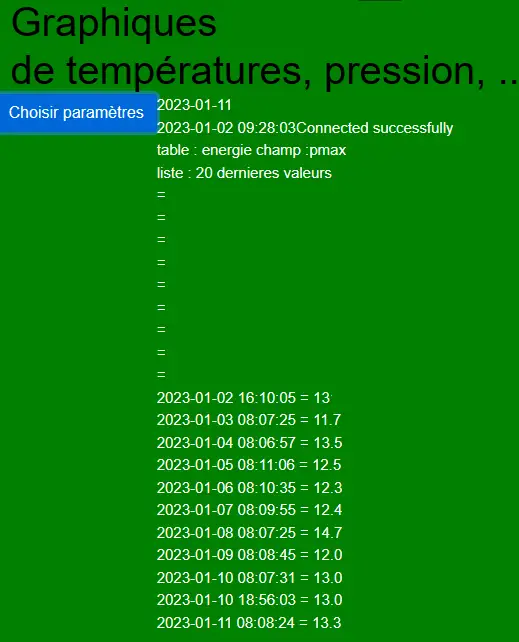 Graphiques
de températures, pression, ..
Choisir paramètres
2023-01-11
2023-01-02 09:28:03Connected successfully
table : energie champ :pmax
liste : 20 dernieres valeurs
=
=
=
=
=
=
=
=
=
2023-01-02 16:10:05 = 13
2023-01-03 08:07:25 = 11.7
2023-01-04 08:06:57 = 13.5
2023-01-05 08:11:06 = 12.5
2023-01-06 08:10:35 = 12.3
2023-01-07 08:09:55 = 12.4
2023-01-08 08:07:25 = 14.7
2023-01-09 08:08:45 = 12.0
2023-01-10 08:07:31 = 13.0
2023-01-10 18:56:03 = 13.0
2023-01-11 08:08:24 = 13.3